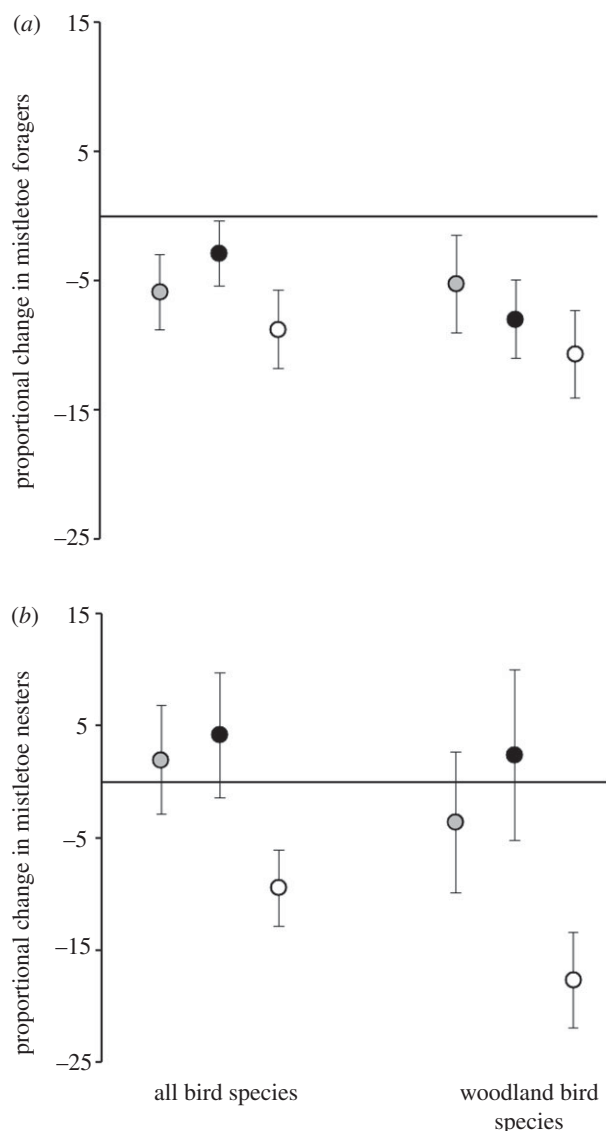 (a)
15
5
−5
−15
−25
proportional change in mistletoe foragers
(b)
15
5
−5
−15
−25
proportional change in mistletoe nesters
all bird species
woodland bird
species